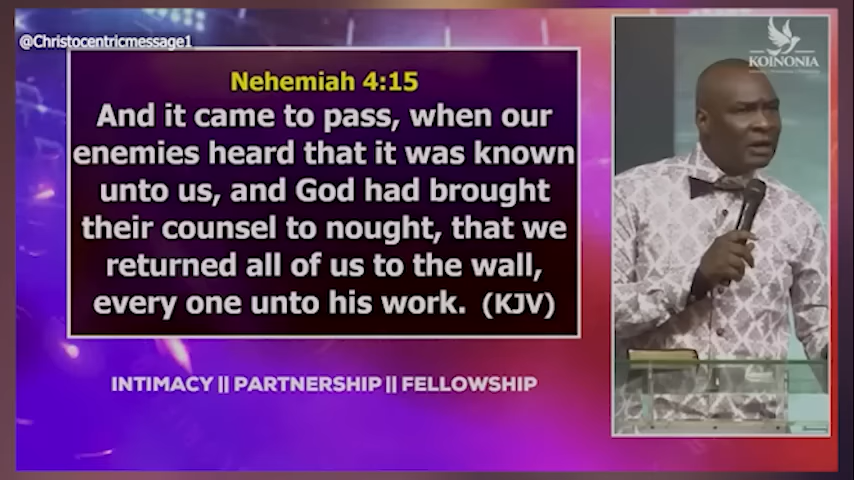 @Christocentricmessage1
Nehemiah 4:15
And it came to pass, when our
enemies heard that it was known
unto us, and God had brought
their counsel to nought, that we
returned all of us to the wall,
every one unto his work. (KJV)
INTIMACY || PARTNERSHIP || FELLOWSHIP
KOINONIA